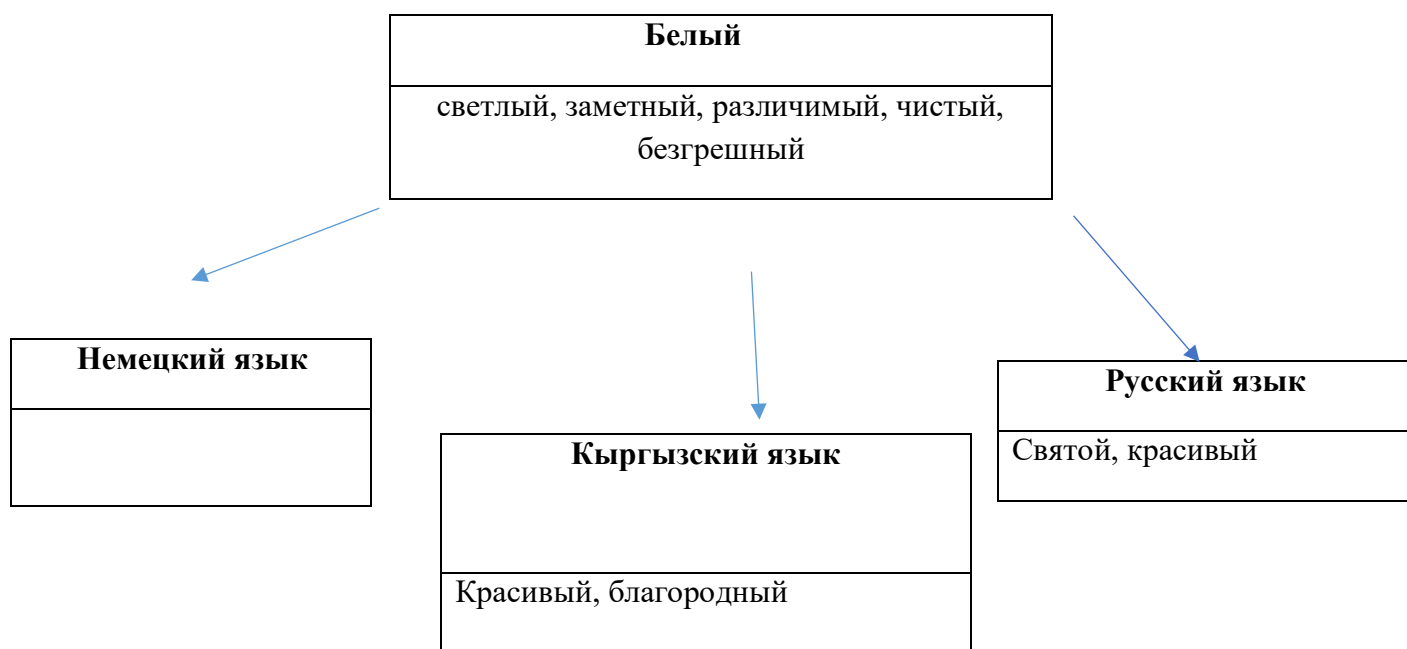 Белый
светлый, заметный, различимый, чистый,
безгрешный
Немецкий язык
Кыргызский язык
Красивый, благородный
Русский язык
Святой, красивый